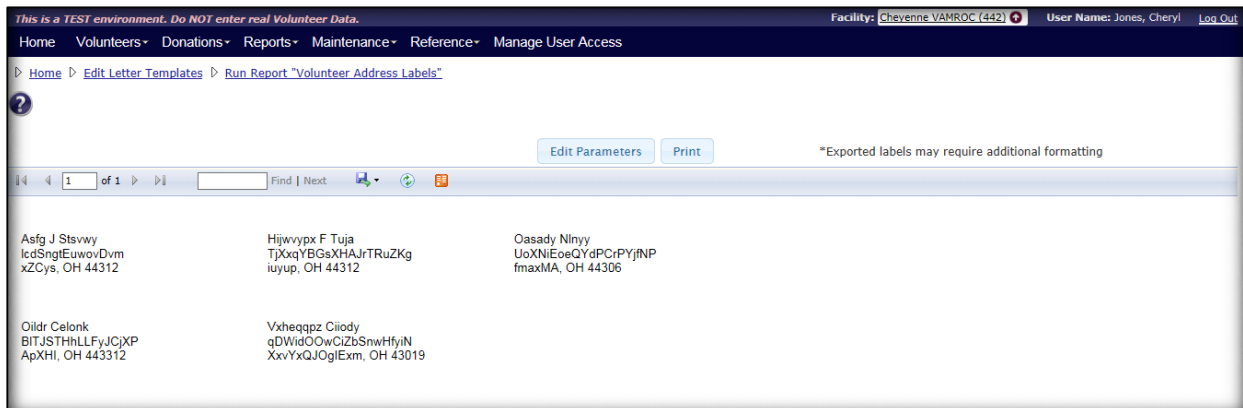 This is a TEST environment. Do NOT enter real Volunteer Data. Facility: Cheyenne VAMROC (442) User Name: Jones, Cheryl Log Out
Home Volunteers Donations Reports Maintenance Reference Manage User Access
Home Edit Letter Templates Run Report "Volunteer Address Labels"
?
Edit Parameters Print *Exported labels may require additional formatting
1 of 1 Find | Next
Asfg J Stsvwy
IcdSngtEuwovDvm
xZCys, OH 44312
Hijwvypx F Tuja
TjXxqYBGsXHAJrTRuZKg
iuyup, OH 44312
Oasady Nlnyy
UoXNiEoeQYdPCrPYjfNP
fmaxMA, OH 44306
Oildr Celonk
BITJSTHhLLFyJCjXP
ApXHI, OH 443312
Vxheqqpz Ciiody
qDWidOOwCiZbSnwHfyiN
XxvYxQJOgIExm, OH 43019